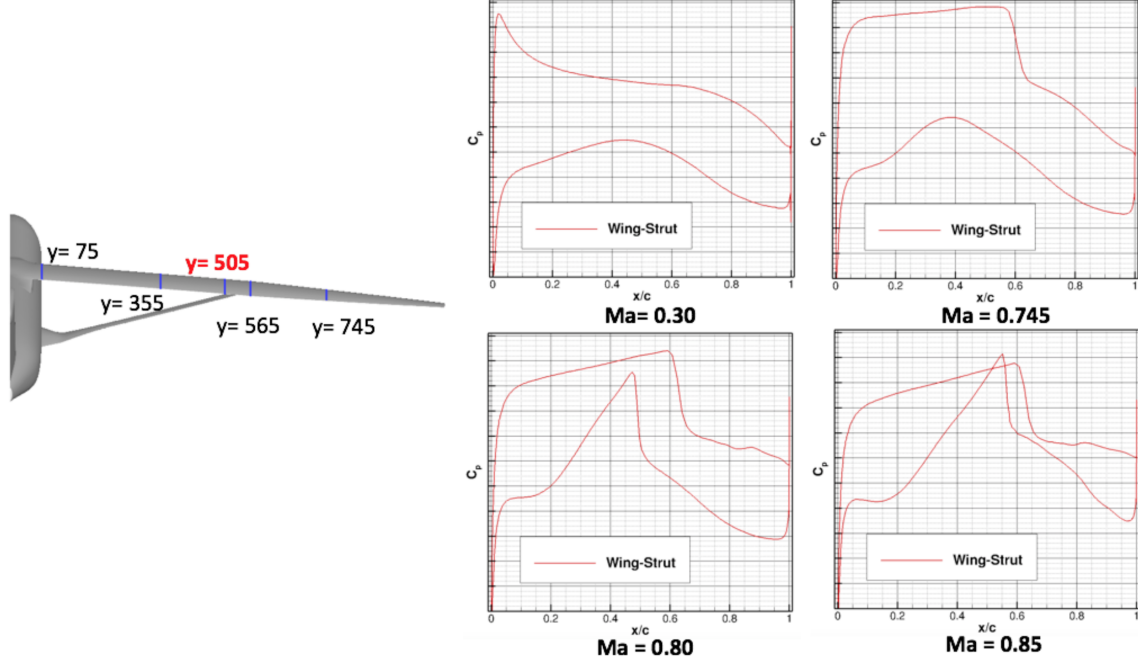 y= 75
y= 505
y= 355
y= 565
y= 745
Cp
Wing-Strut
0 0.2 0.4 0.6 0.8 1
x/c
Ma= 0.30
Cp
Wing-Strut
0 0.2 0.4 0.6 0.8 1
x/c
Ma = 0.745
Cp
Wing-Strut
0 0.2 0.4 0.6 0.8 1
x/c
Ma = 0.80
Cp
Wing-Strut
0 0.2 0.4 0.6 0.8 1
x/c
Ma = 0.85